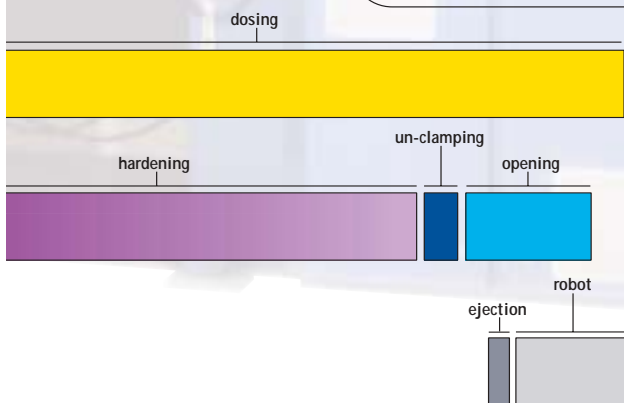 dosing
un-clamping
hardening
opening
robot
ejection